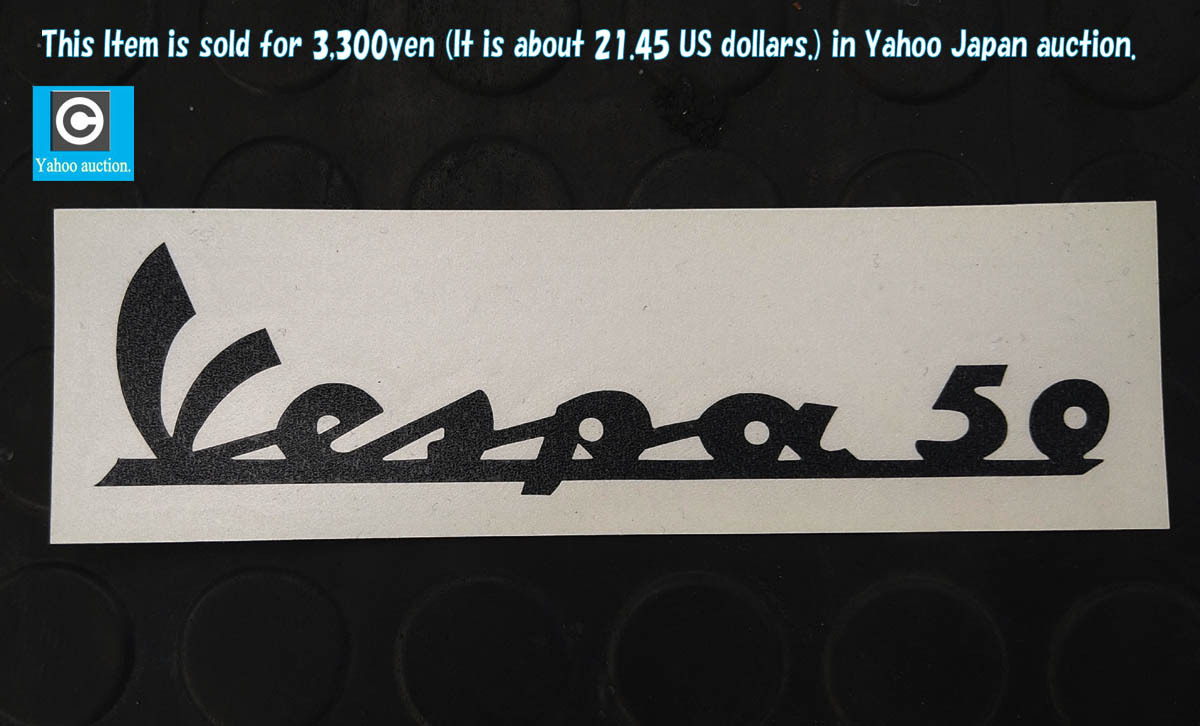 This Item is sold for 3,300yen (It is about 21.45 US dollars.) in Yahoo Japan auction.
©
Yahoo auction.
Vespa 50